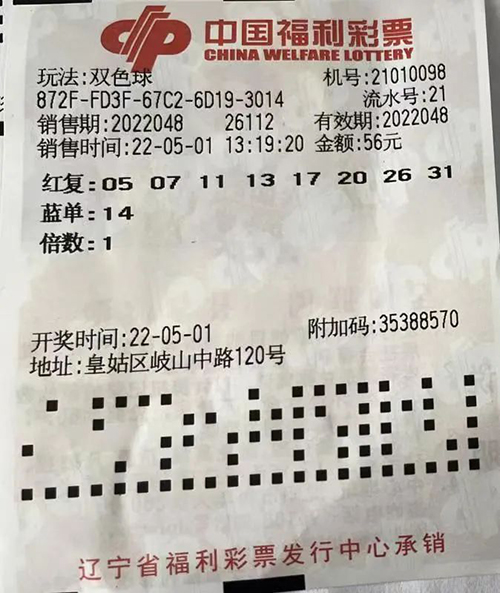 中国福利彩票
CHINA WELFARE LOTTERY
玩法:双色球 机号:21010098
872F-FD3F-67C2-6D19-3014 流水号:21
销售期:2022048 26112 有效期:2022048
销售时间:22-05-01 13:19:20 金额:56元
红复:05 07 11 13 17 20 26 31
蓝单:14
倍数:1
开奖时间:22-05-01 附加码:35388570
地址:皇姑区岐山中路120号
辽宁省福利彩票发行中心承销